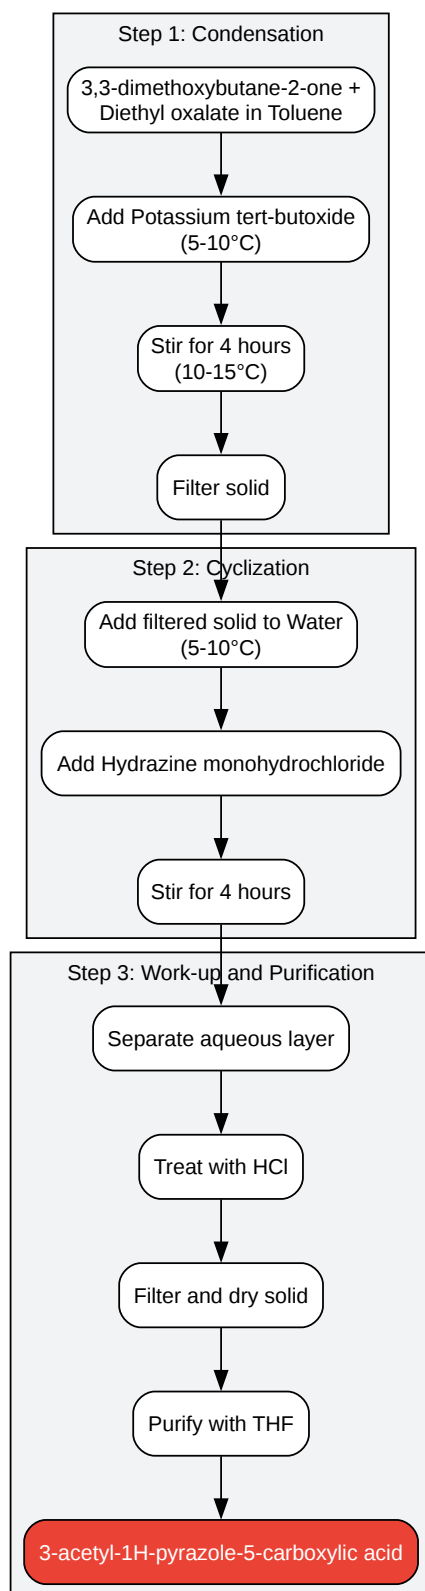 Step 1: Condensation
3,3-dimethoxybutane-2-one +
Diethyl oxalate in Toluene
Add Potassium tert-butoxide
(5-10°C)
Stir for 4 hours
(10-15°C)
Filter solid
Step 2: Cyclization
Add filtered solid to Water
(5-10°C)
Add Hydrazine monohydrochloride
Stir for 4 hours
Step 3: Work-up and Purification
Separate aqueous layer
Treat with HCl
Filter and dry solid
Purify with THF
3-acetyl-1H-pyrazole-5-carboxylic acid